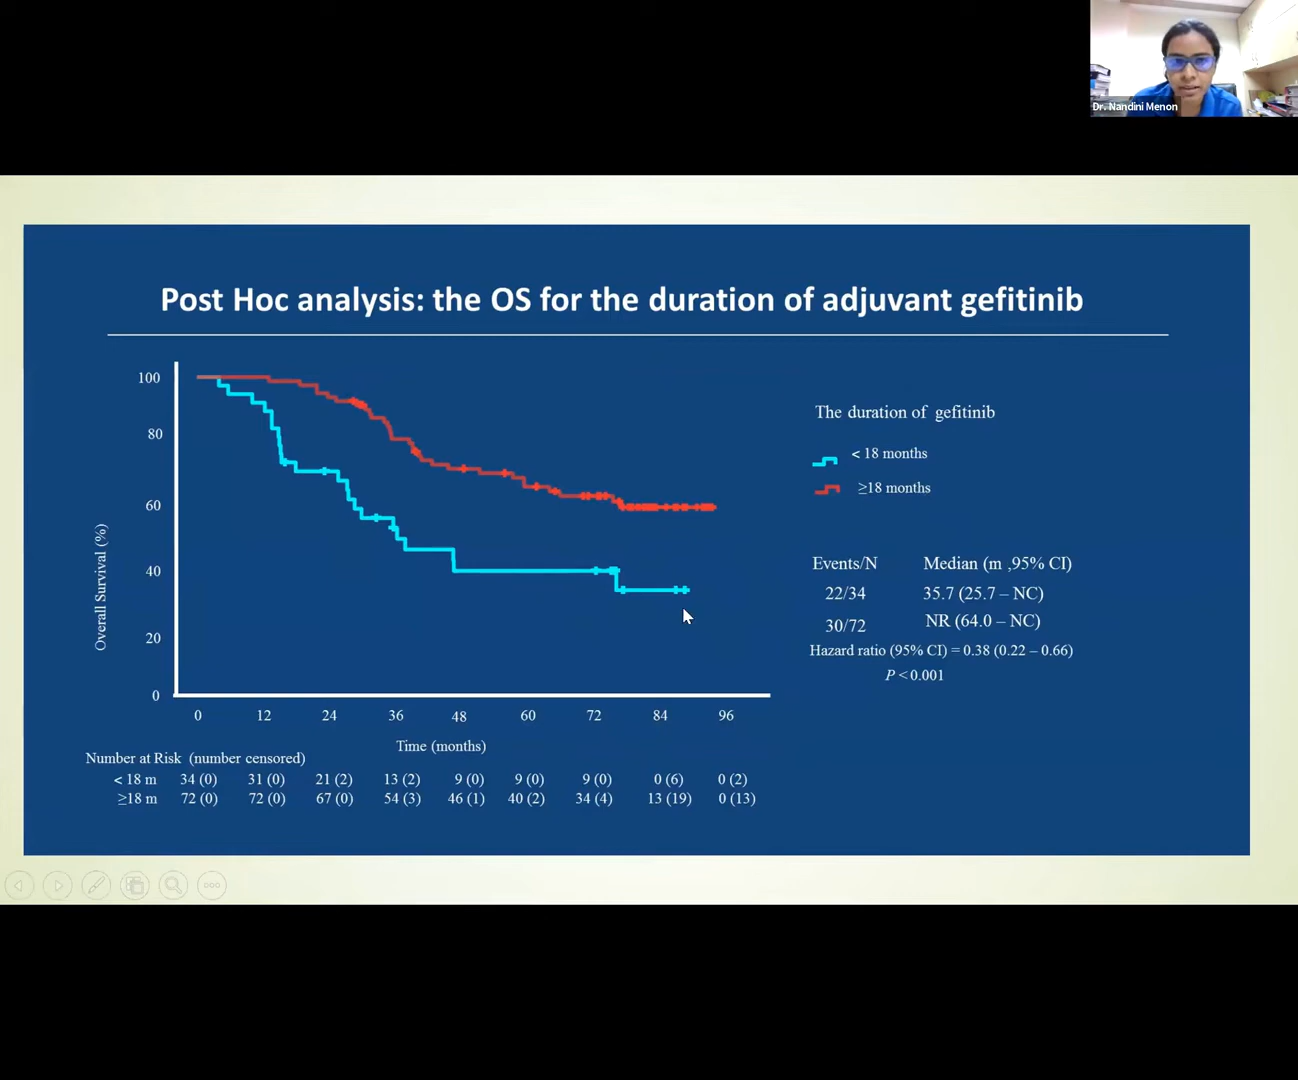 Dr. Nandini Menon
Post Hoc analysis: the OS for the duration of adjuvant gefitinib
100
80
60
40
20
0
Overall Survival (%)
0 12 24 36 48 60 72 84 96
Time (months)
The duration of gefitinib
< 18 months
≥18 months
Events/N Median (m ,95% CI)
22/34 35.7 (25.7 – NC)
30/72 NR (64.0 – NC)
Hazard ratio (95% CI) = 0.38 (0.22 – 0.66)
P < 0.001
Number at Risk (number censored)
< 18 m 34 (0) 31 (0) 21 (2) 13 (2) 9 (0) 9 (0) 9 (0) 0 (6) 0 (2)
≥18 m 72 (0) 72 (0) 67 (0) 54 (3) 46 (1) 40 (2) 34 (4) 13 (19) 0 (13)